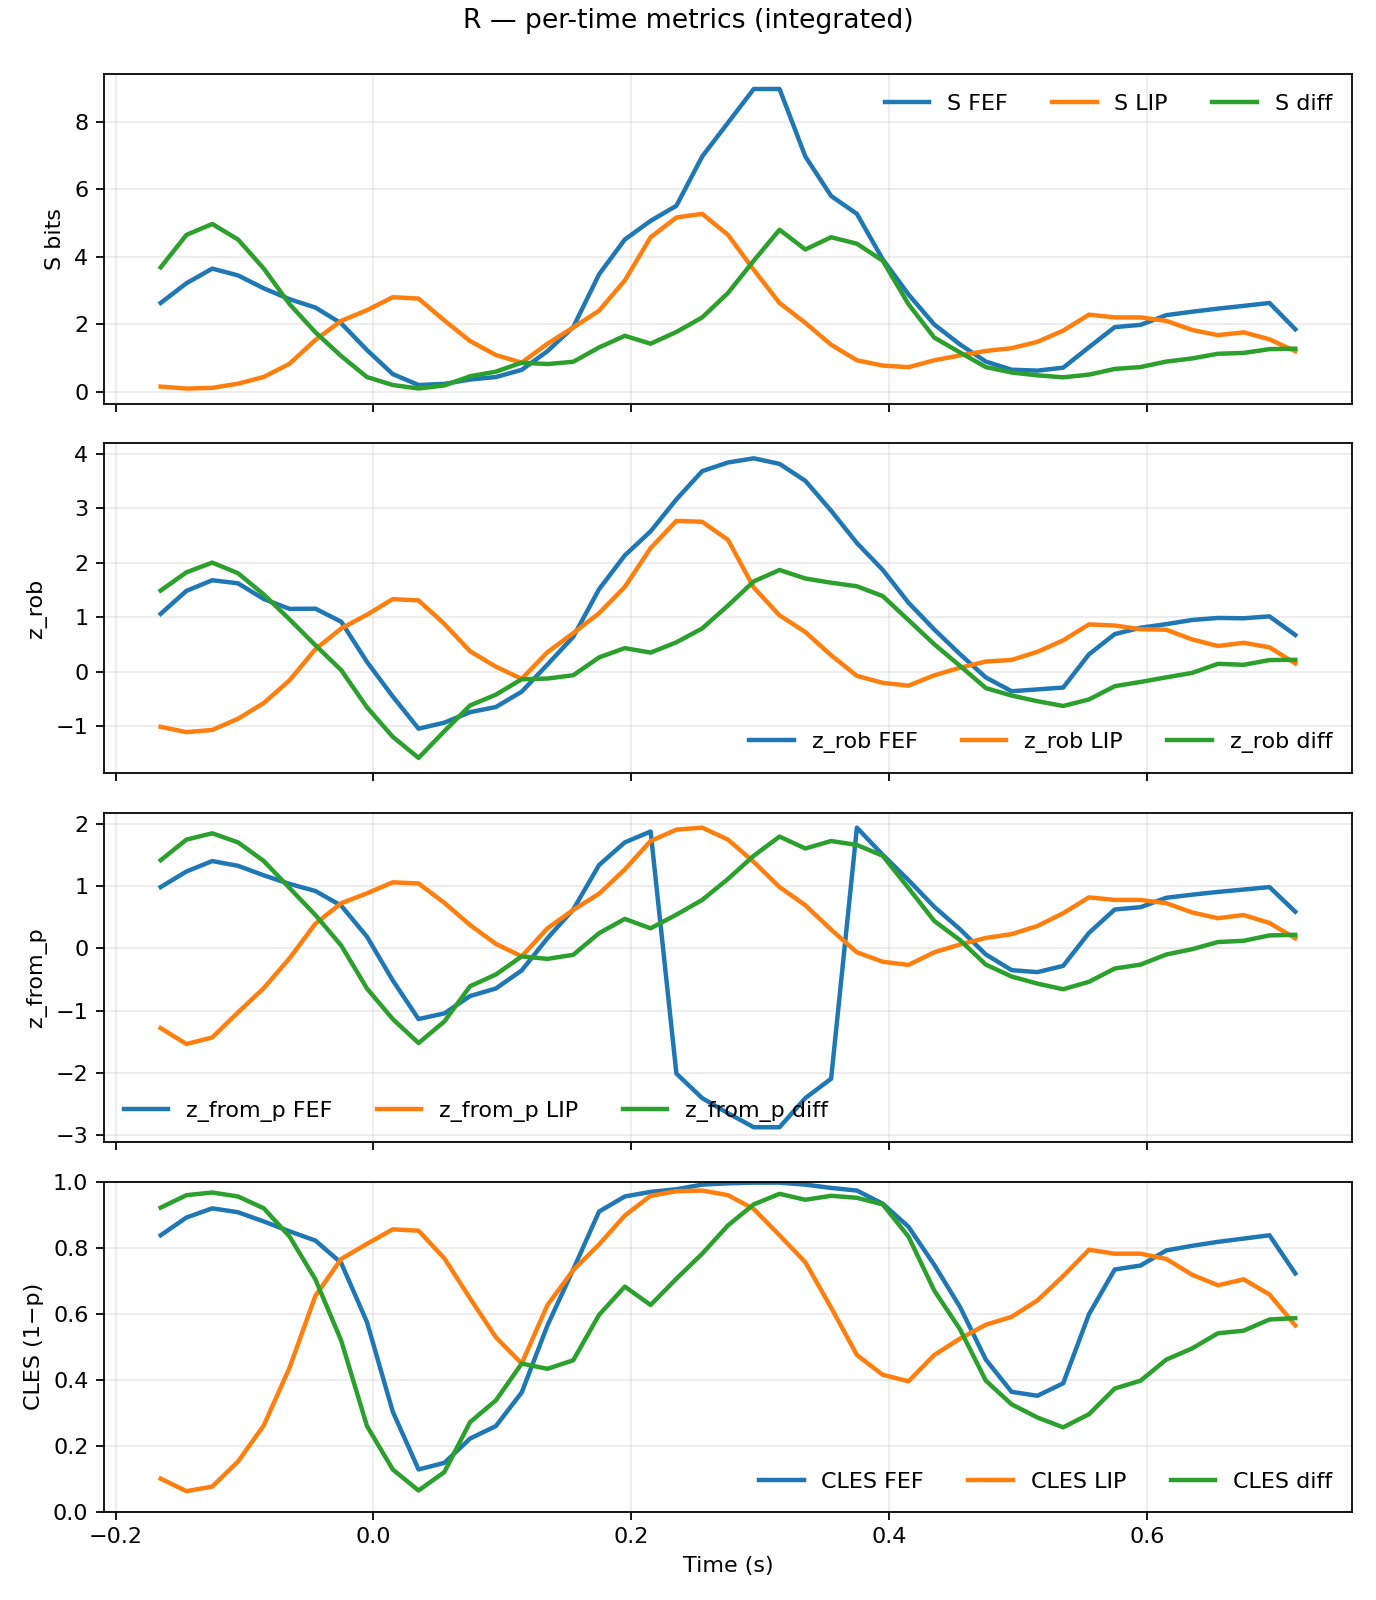 R — per-time metrics (integrated)
S FEF S LIP S diff
8
6
4
2
0
S bits
4
3
2
1
0
−1
z_rob
z_rob FEF z_rob LIP z_rob diff
2
1
0
−1
−2
−3
z_from_p
z_from_p FEF z_from_p LIP z_from_p diff
1.0
0.8
0.6
0.4
0.2
0.0
CLES (1−p)
CLES FEF CLES LIP CLES diff
−0.2 0.0 0.2 0.4 0.6
Time (s)